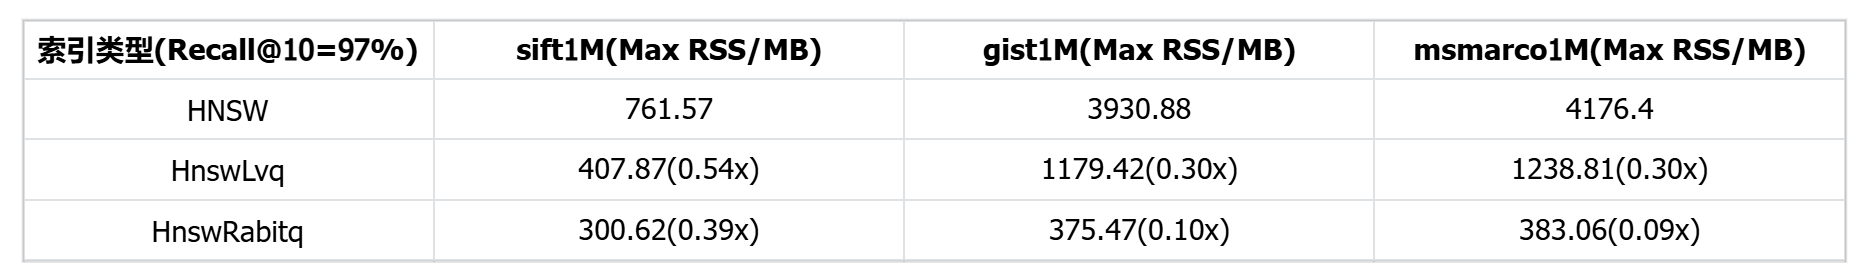 索引类型(Recall@10=97%) sift1M(Max RSS/MB) gist1M(Max RSS/MB) msmarco1M(Max RSS/MB)
HNSW 761.57 3930.88 4176.4
HnswLvq 407.87(0.54x) 1179.42(0.30x) 1238.81(0.30x)
HnswRabitq 300.62(0.39x) 375.47(0.10x) 383.06(0.09x)